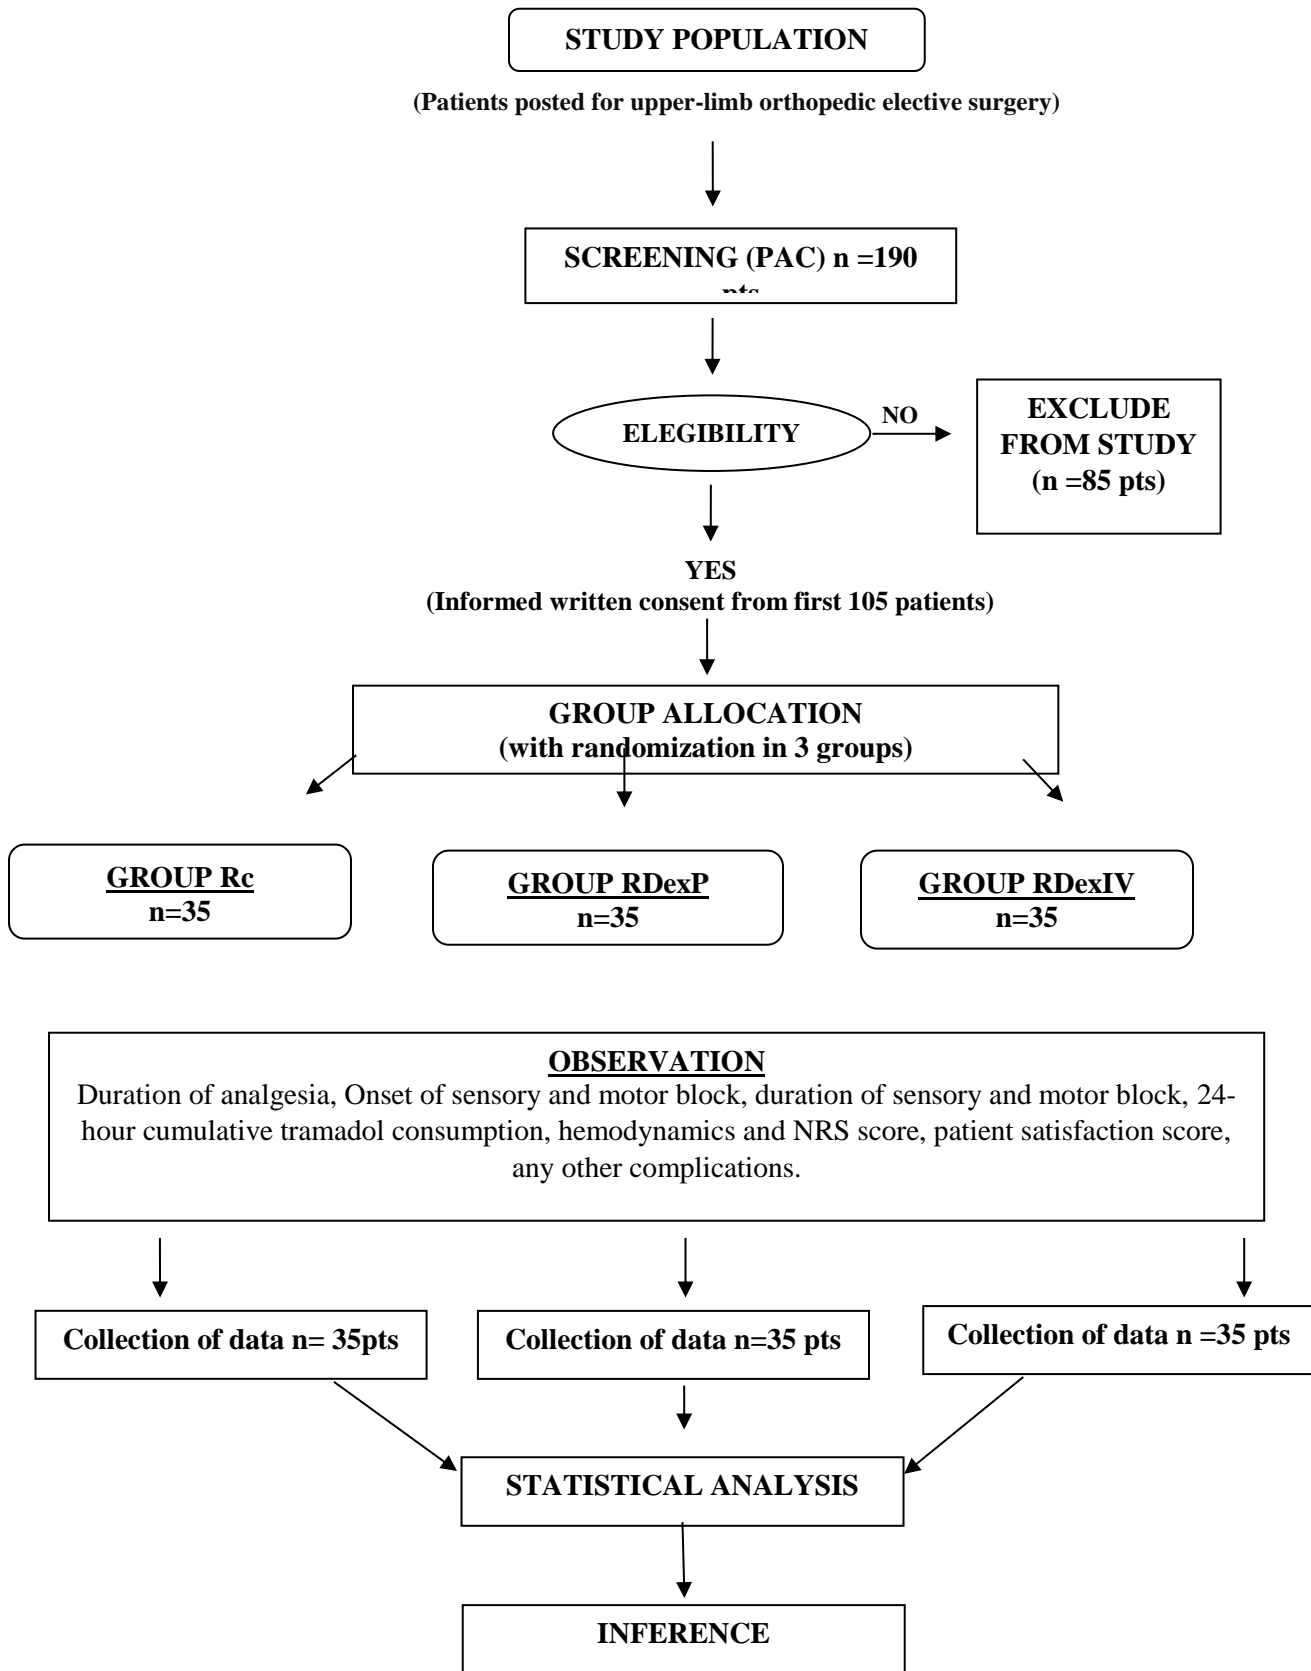 STUDY POPULATION
(Patients posted for upper-limb orthopedic elective surgery)
SCREENING (PAC) n =190
pts
ELEGIBILITY
NO
EXCLUDE
FROM STUDY
(n =85 pts)
YES
(Informed written consent from first 105 patients)
GROUP ALLOCATION
(with randomization in 3 groups)
GROUP Rc
n=35
GROUP RDexP
n=35
GROUP RDexIV
n=35
OBSERVATION
Duration of analgesia, Onset of sensory and motor block, duration of sensory and motor block, 24-
hour cumulative tramadol consumption, hemodynamics and NRS score, patient satisfaction score,
any other complications.
Collection of data n= 35pts
Collection of data n=35 pts
Collection of data n =35 pts
STATISTICAL ANALYSIS
INFERENCE